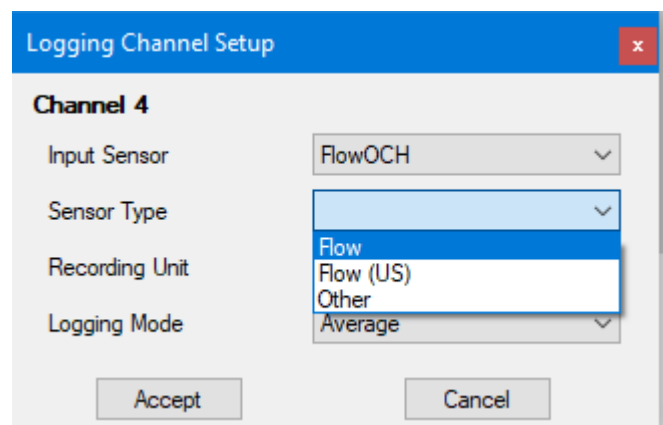 Logging Channel Setup
x
Channel 4
Input Sensor FlowOCH
Sensor Type
Flow
Recording Unit
Flow (US)
Other
Logging Mode Average
Accept Cancel